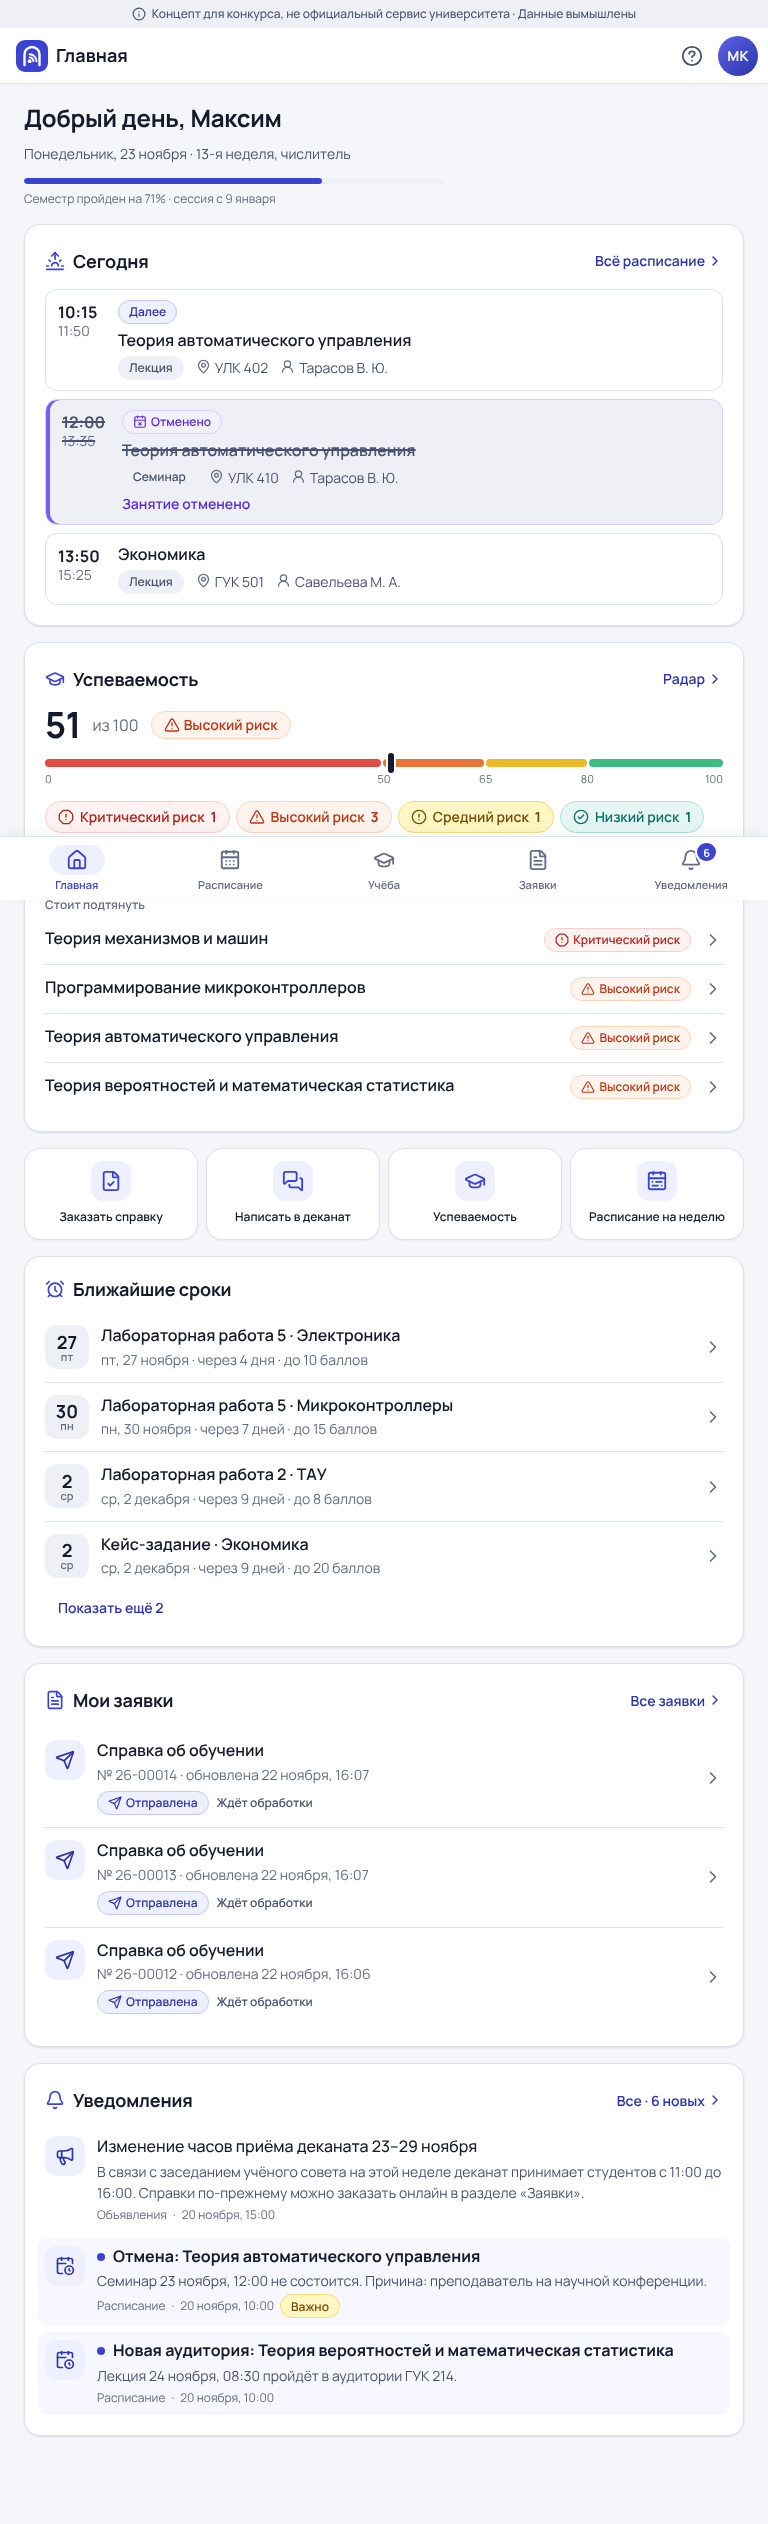 Концепт для конкурса, не официальный сервис университета · Данные вымышлены
Главная
МК
Добрый день, Максим
Понедельник, 23 ноября · 13-я неделя, числитель
Семестр пройден на 71% · сессия с 9 января
Сегодня
Всё расписание
10:15
11:50
Далее
Теория автоматического управления
Лекция УЛК 402 Тарасов В. Ю.
12:00
13:35
Отменено
Теория автоматического управления
Семинар УЛК 410 Тарасов В. Ю.
Занятие отменено
13:50
15:25
Экономика
Лекция ГУК 501 Савельева М. А.
Успеваемость
Радар
51 из 100 Высокий риск
0 50 65 80 100
Критический риск 1 Высокий риск 3 Средний риск 1 Низкий риск 1
Главная Расписание Учёба Заявки Уведомления
6
Стоит подтянуть
Теория механизмов и машин Критический риск
Программирование микроконтроллеров Высокий риск
Теория автоматического управления Высокий риск
Теория вероятностей и математическая статистика Высокий риск
Заказать справку Написать в деканат Успеваемость Расписание на неделю
Ближайшие сроки
27
пт
Лабораторная работа 5 · Электроника
пт, 27 ноября · через 4 дня · до 10 баллов
30
пн
Лабораторная работа 5 · Микроконтроллеры
пн, 30 ноября · через 7 дней · до 15 баллов
2
ср
Лабораторная работа 2 · ТАУ
ср, 2 декабря · через 9 дней · до 8 баллов
2
ср
Кейс-задание · Экономика
ср, 2 декабря · через 9 дней · до 20 баллов
Показать ещё 2
Мои заявки
Все заявки
Справка об обучении
№ 26-00014 · обновлена 22 ноября, 16:07
Отправлена Ждёт обработки
Справка об обучении
№ 26-00013 · обновлена 22 ноября, 16:07
Отправлена Ждёт обработки
Справка об обучении
№ 26-00012 · обновлена 22 ноября, 16:06
Отправлена Ждёт обработки
Уведомления
Все · 6 новых
Изменение часов приёма деканата 23–29 ноября
В связи с заседанием учёного совета на этой неделе деканат принимает студентов с 11:00 до
16:00. Справки по-прежнему можно заказать онлайн в разделе «Заявки».
Объявления · 20 ноября, 15:00
Отмена: Теория автоматического управления
Семинар 23 ноября, 12:00 не состоится. Причина: преподаватель на научной конференции.
Расписание · 20 ноября, 10:00 Важно
Новая аудитория: Теория вероятностей и математическая статистика
Лекция 24 ноября, 08:30 пройдёт в аудитории ГУК 214.
Расписание · 20 ноября, 10:00